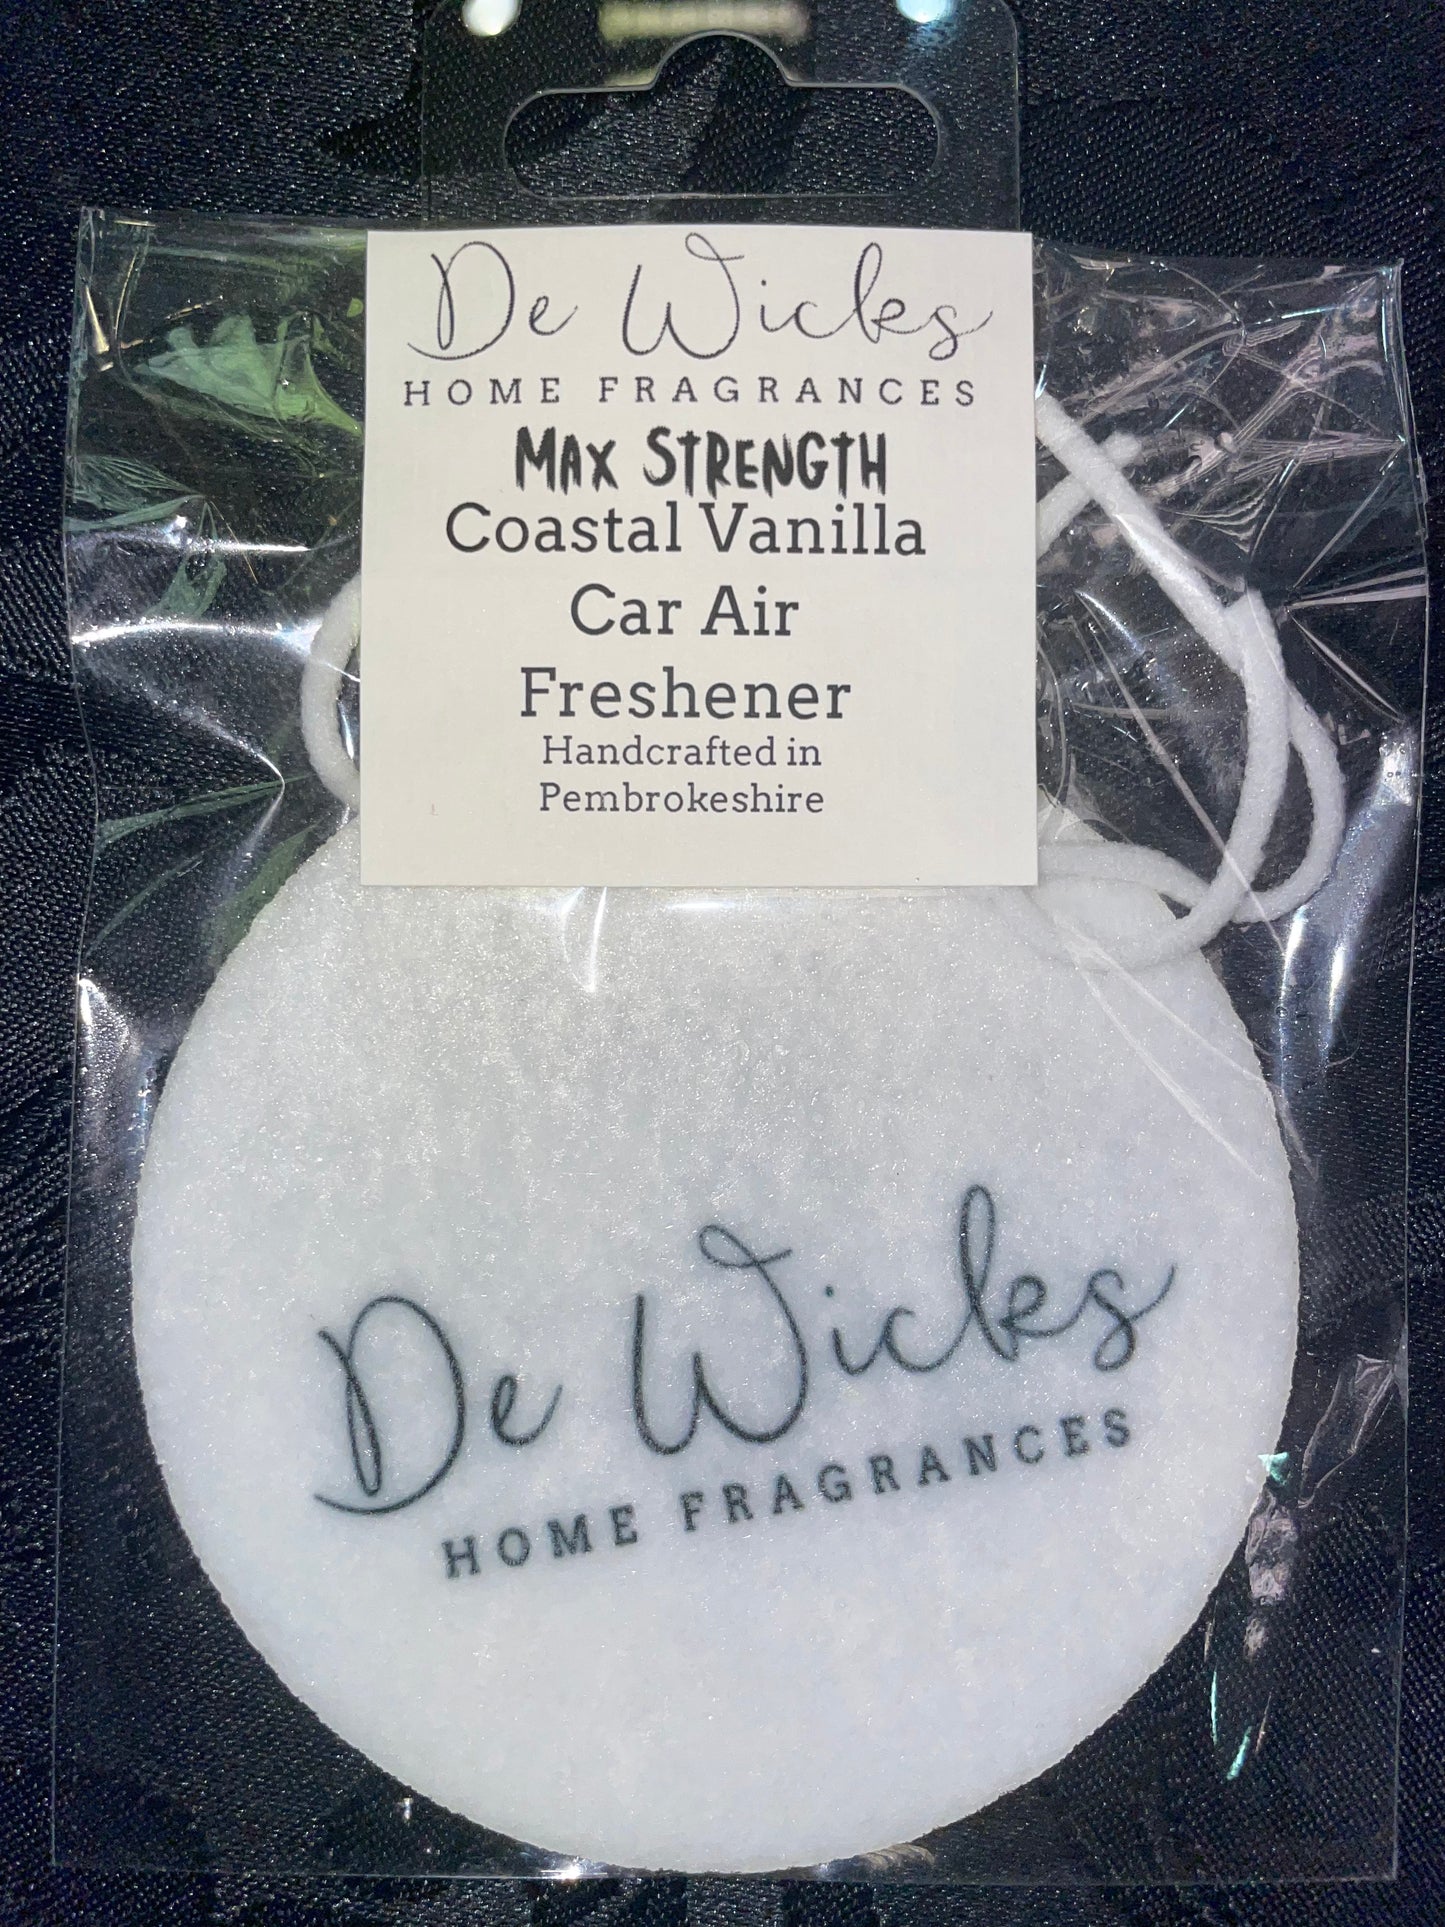 De Wicks
HOME FRAGRANCES
MAX STRENGTH
Coastal Vanilla
Car Air
Freshener
Handcrafted in
Pembrokeshire
De Wicks
HOME FRAGRANCES